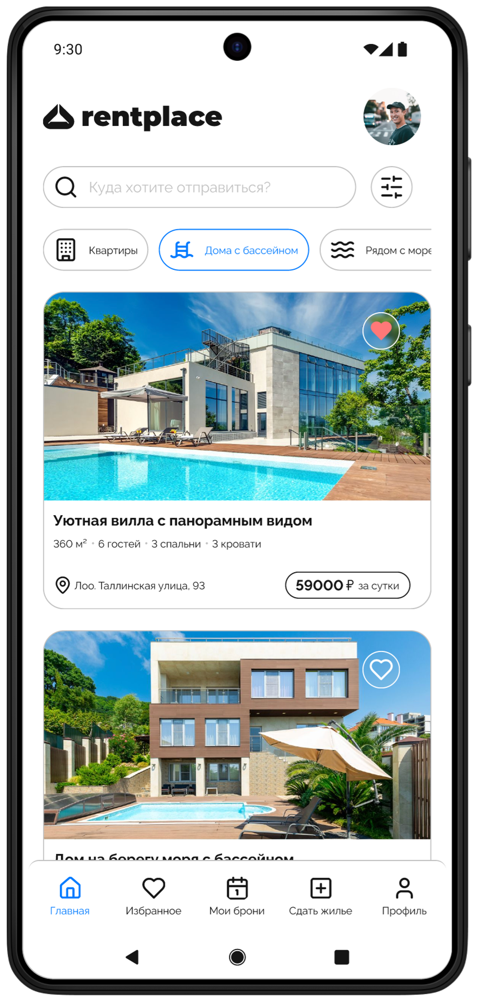 9:30
rentplace
Куда хотите отправиться?
Квартиры
Дома с бассейном
Рядом с море
Уютная вилла с панорамным видом
360 м² • 6 гостей • 3 спальни • 3 кровати
Лоо. Таллинская улица, 93
59000 ₽ за сутки
Дом на берегу моря с бассейном
1
Главная
Избранное
Мои брони
Сдать жилье
Профиль